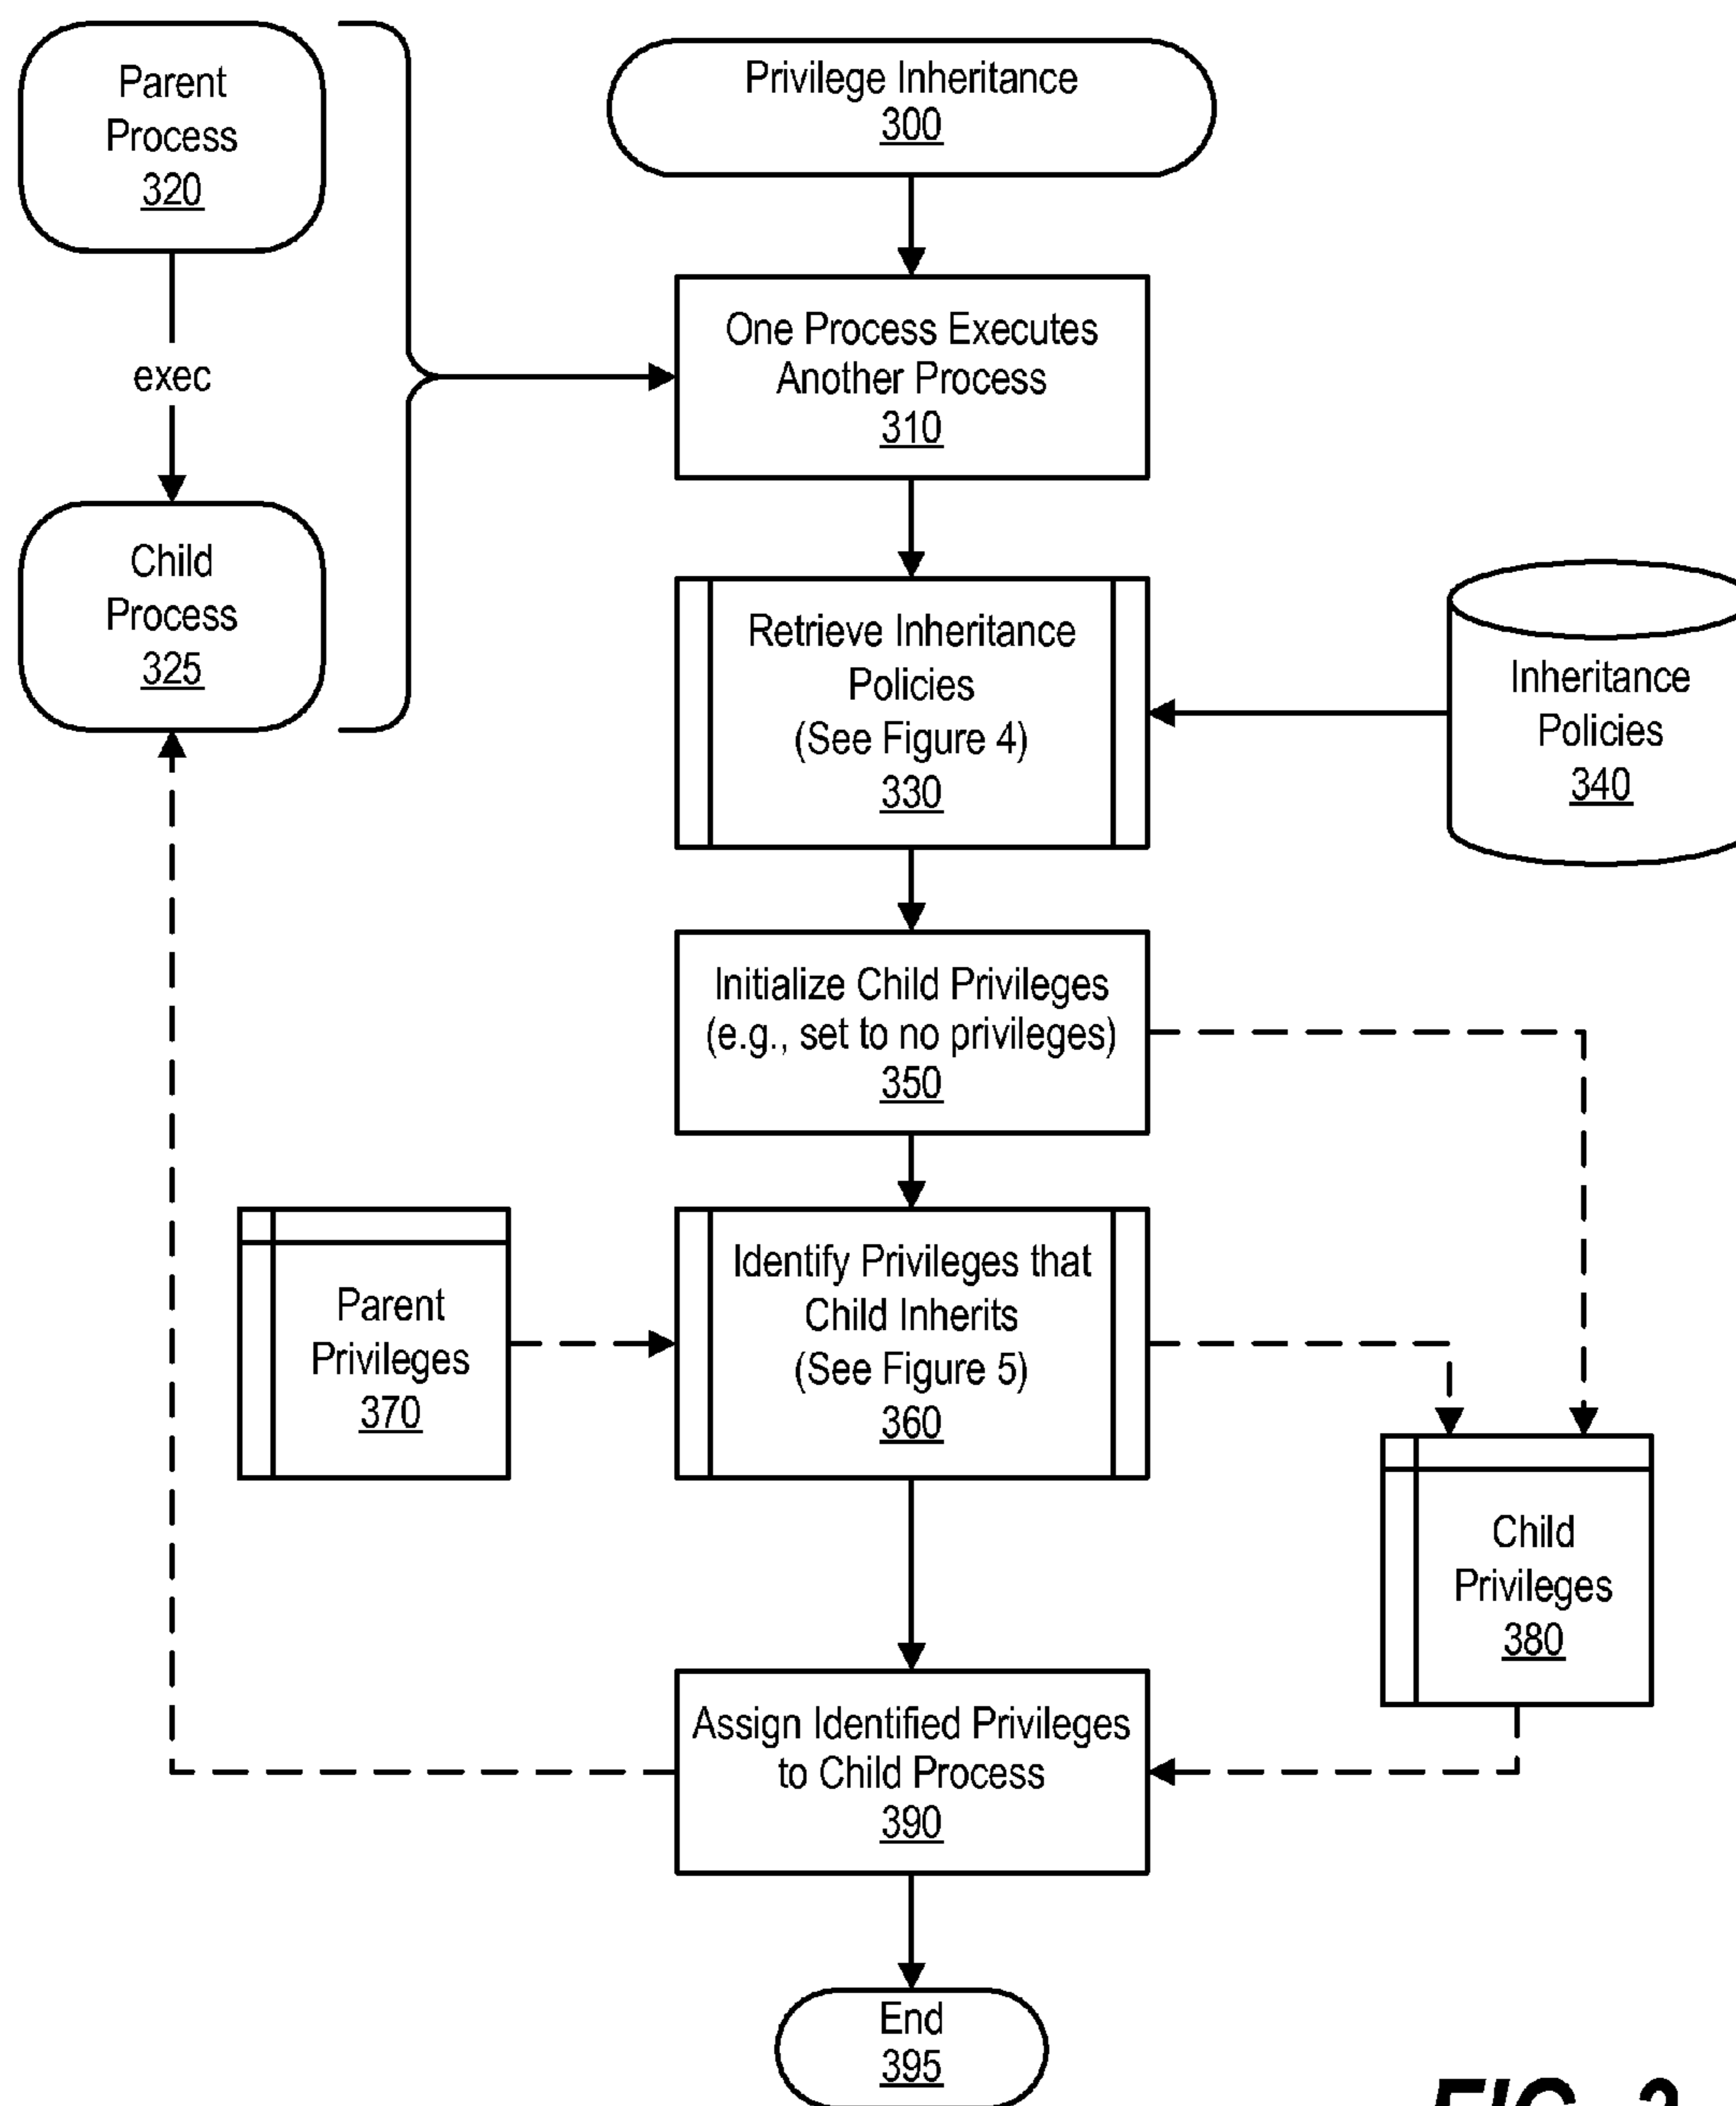 Parent
Process
320
exec
Child
Process
325
Privilege Inheritance
300
One Process Executes
Another Process
310
Retrieve Inheritance
Policies
(See Figure 4)
330
Inheritance
Policies
340
Initialize Child Privileges
(e.g., set to no privileges)
350
Parent
Privileges
370
Identify Privileges that
Child Inherits
(See Figure 5)
360
Child
Privileges
380
Assign Identified Privileges
to Child Process
390
End
395
FIG. 3